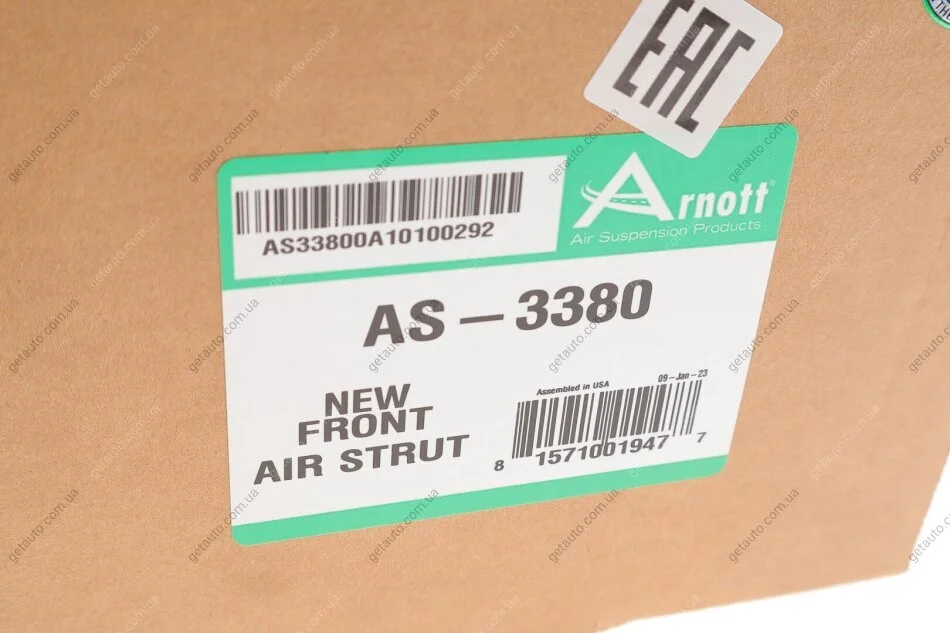 EAC
Arnott®
Air Suspension Products
AS33800A10100292
AS – 3380
NEW
FRONT
AIR STRUT
Assembled in USA
09–Jan–23
8 1571001947 7
getauto.com.ua